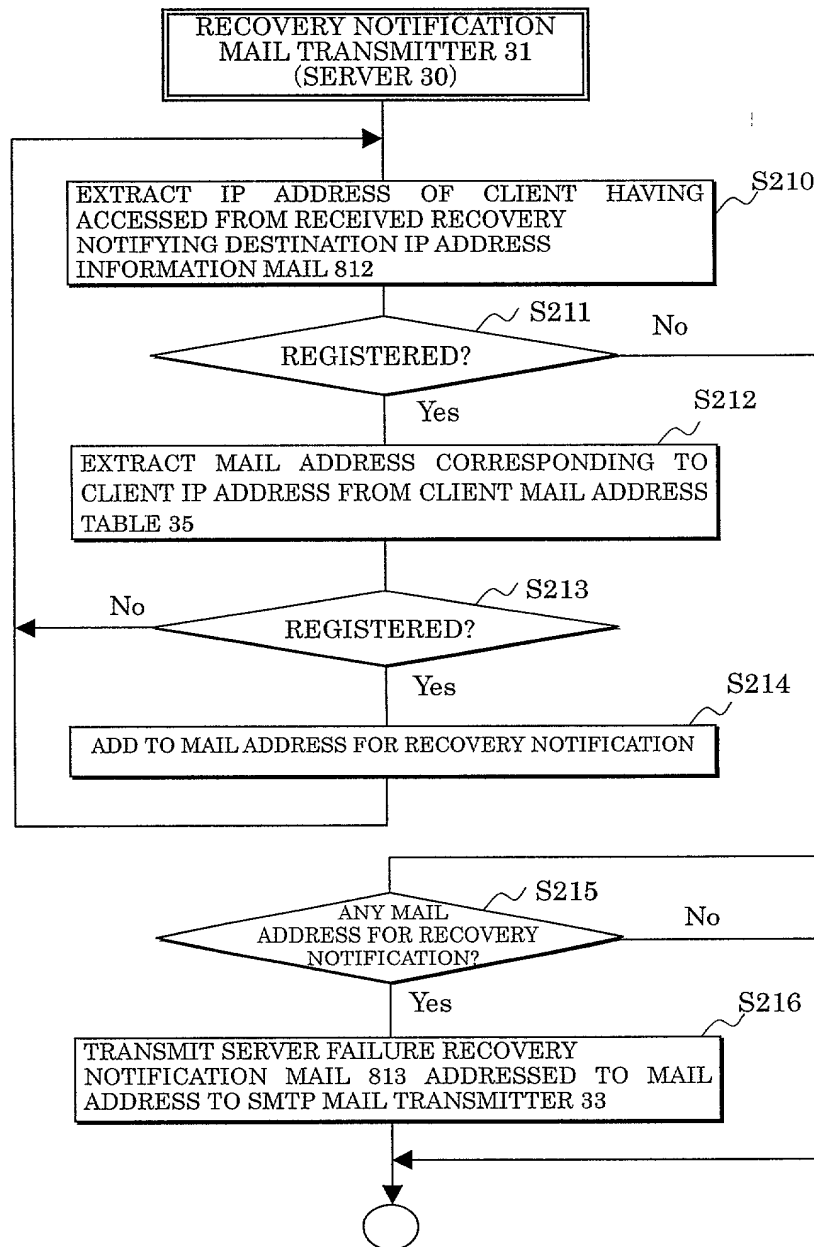 RECOVERY NOTIFICATION
MAIL TRANSMITTER 31
(SERVER 30)
S210
EXTRACT IP ADDRESS OF CLIENT HAVING
ACCESSED FROM RECEIVED RECOVERY
NOTIFYING DESTINATION IP ADDRESS
INFORMATION MAIL 812
S211
No
REGISTERED?
Yes
S212
EXTRACT MAIL ADDRESS CORRESPONDING TO
CLIENT IP ADDRESS FROM CLIENT MAIL ADDRESS
TABLE 35
S213
No
REGISTERED?
Yes
S214
ADD TO MAIL ADDRESS FOR RECOVERY NOTIFICATION
S215
ANY MAIL
ADDRESS FOR RECOVERY
NOTIFICATION?
No
Yes
S216
TRANSMIT SERVER FAILURE RECOVERY
NOTIFICATION MAIL 813 ADDRESSED TO MAIL
ADDRESS TO SMTP MAIL TRANSMITTER 33